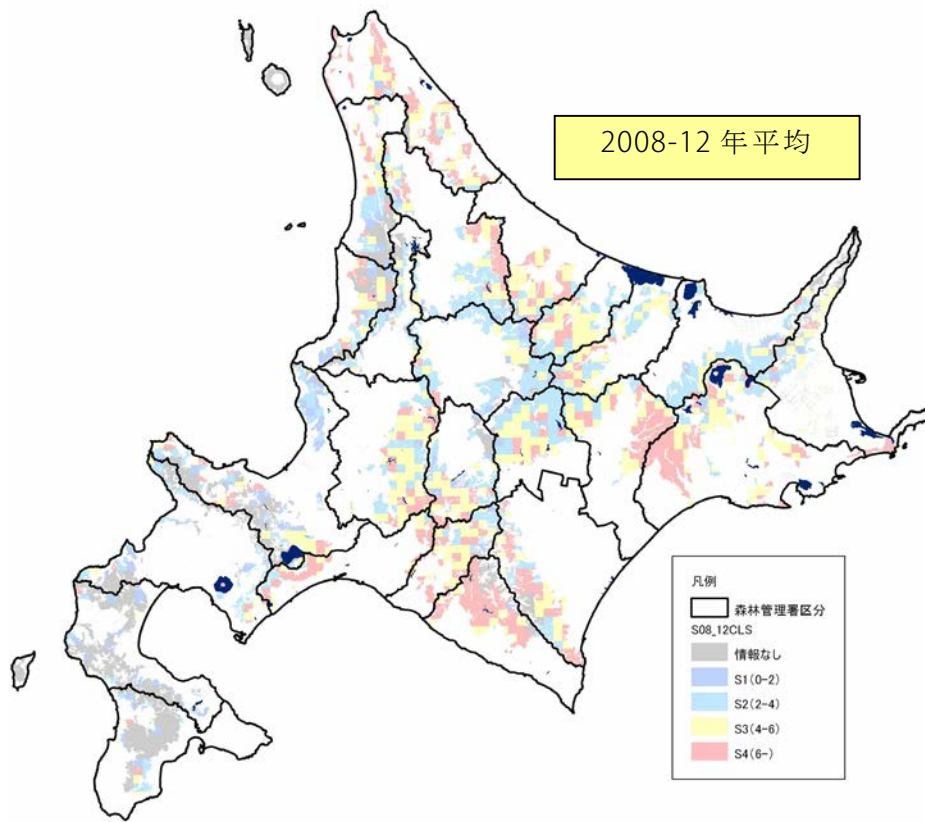 2008-12 年平均
凡例
森林管理署区分
S08_12CLS
情報なし
S1(0-2)
S2(2-4)
S3(4-6)
S4(6-)